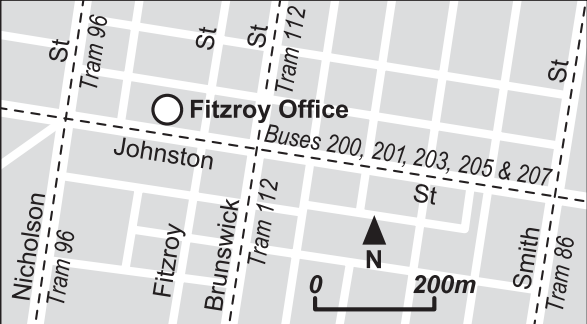 St
Tram 96
St
St
Tram 112
St
Fitzroy Office
Buses 200, 201, 203, 205 & 207
Johnston
St
Nicholson
Tram 96
Fitzroy
Brunswick
Tram 112
N
Smith
Tram 86
0 200m